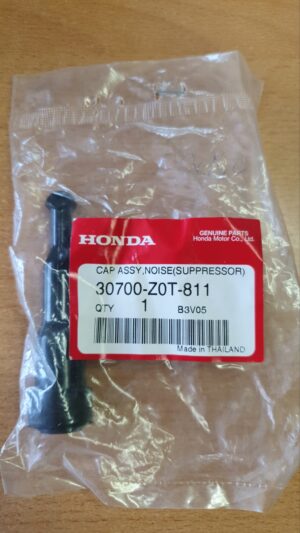 HONDA
GENUINE PARTS
Honda Motor Co., Ltd.
CAP ASSY,NOISE(SUPPRESSOR)
30700-Z0T-811
QTY 1 B3V05
Made in THAILAND